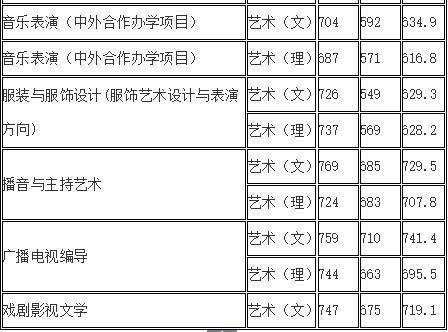 音乐表演（中外合作办学项目） 艺术（文） 704 592 634.9
音乐表演（中外合作办学项目） 艺术（理） 687 571 616.8
服装与服饰设计(服饰艺术设计与表演方向) 艺术（文） 726 549 629.3
艺术（理） 737 569 628.2
播音与主持艺术 艺术（文） 769 685 729.5
艺术（理） 724 683 707.8
广播电视编导 艺术（文） 759 710 741.4
艺术（理） 744 663 695.5
戏剧影视文学 艺术（文） 747 675 719.1